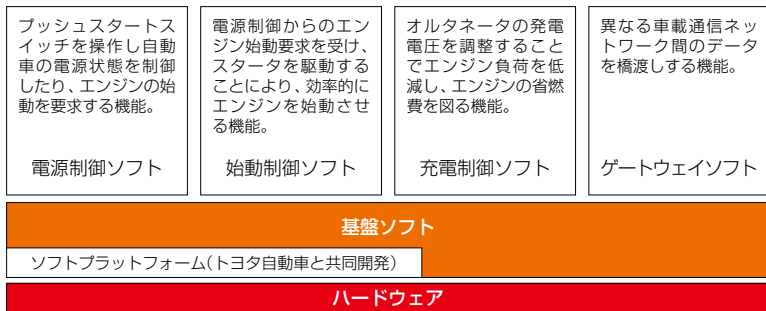 プッシュスタートス
イッチを操作し自動
車の電源状態を制御
したり、エンジンの始
動を要求する機能。
電源制御ソフト
電源制御からのエン
ジン始動要求を受け、
スタータを駆動する
ことにより、効率的に
エンジンを始動させ
る機能。
始動制御ソフト
オルタネータの発電
電圧を調整すること
でエンジン負荷を低
減し、エンジンの省燃
費を図る機能。
充電制御ソフト
異なる車載通信ネッ
トワーク間のデータ
を橋渡しする機能。
ゲートウェイソフト
基盤ソフト
ソフトプラットフォーム(トヨタ自動車と共同開発)
ハードウェア